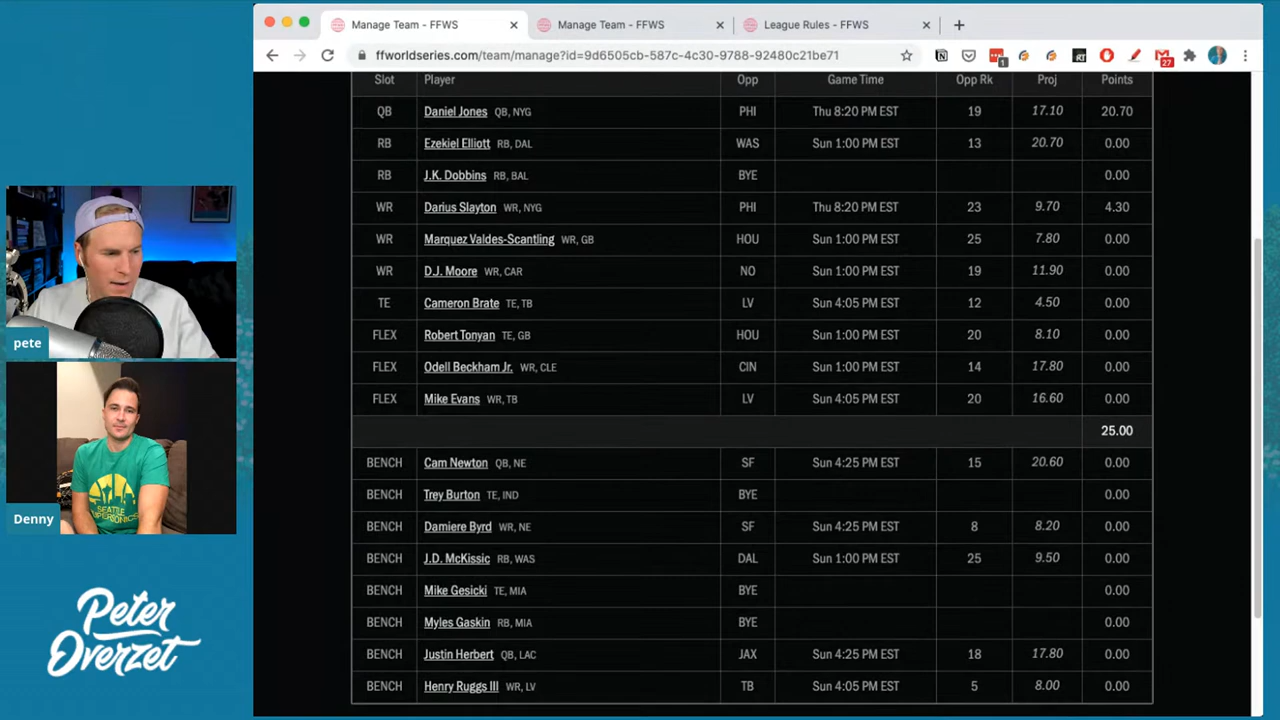 Manage Team - FFWS
Manage Team - FFWS
League Rules - FFWS
ffworldseries.com/team/manage?id=9d6505cb-587c-4c30-9788-92480c21be71
1
27
Slot Player Opp Game Time Opp Rk Proj Points
QB Daniel Jones QB, NYG PHI Thu 8:20 PM EST 19 17.10 20.70
RB Ezekiel Elliott RB, DAL WAS Sun 1:00 PM EST 13 20.70 0.00
RB J.K. Dobbins RB, BAL BYE 0.00
WR Darius Slayton WR, NYG PHI Thu 8:20 PM EST 23 9.70 4.30
WR Marquez Valdes-Scantling WR, GB HOU Sun 1:00 PM EST 25 7.80 0.00
WR D.J. Moore WR, CAR NO Sun 1:00 PM EST 19 11.90 0.00
TE Cameron Brate TE, TB LV Sun 4:05 PM EST 12 4.50 0.00
FLEX Robert Tonyan TE, GB HOU Sun 1:00 PM EST 20 8.10 0.00
FLEX Odell Beckham Jr. WR, CLE CIN Sun 1:00 PM EST 14 17.80 0.00
FLEX Mike Evans WR, TB LV Sun 4:05 PM EST 20 16.60 0.00
25.00
BENCH Cam Newton QB, NE SF Sun 4:25 PM EST 15 20.60 0.00
BENCH Trey Burton TE, IND BYE 0.00
BENCH Damiere Byrd WR, NE SF Sun 4:25 PM EST 8 8.20 0.00
BENCH J.D. McKissic RB, WAS DAL Sun 1:00 PM EST 25 9.50 0.00
BENCH Mike Gesicki TE, MIA BYE 0.00
BENCH Myles Gaskin RB, MIA BYE 0.00
BENCH Justin Herbert QB, LAC JAX Sun 4:25 PM EST 18 17.80 0.00
BENCH Henry Ruggs III WR, LV TB Sun 4:05 PM EST 5 8.00 0.00
pete
SEATTLE
SUPERSONICS
Denny
Peter
Overzet